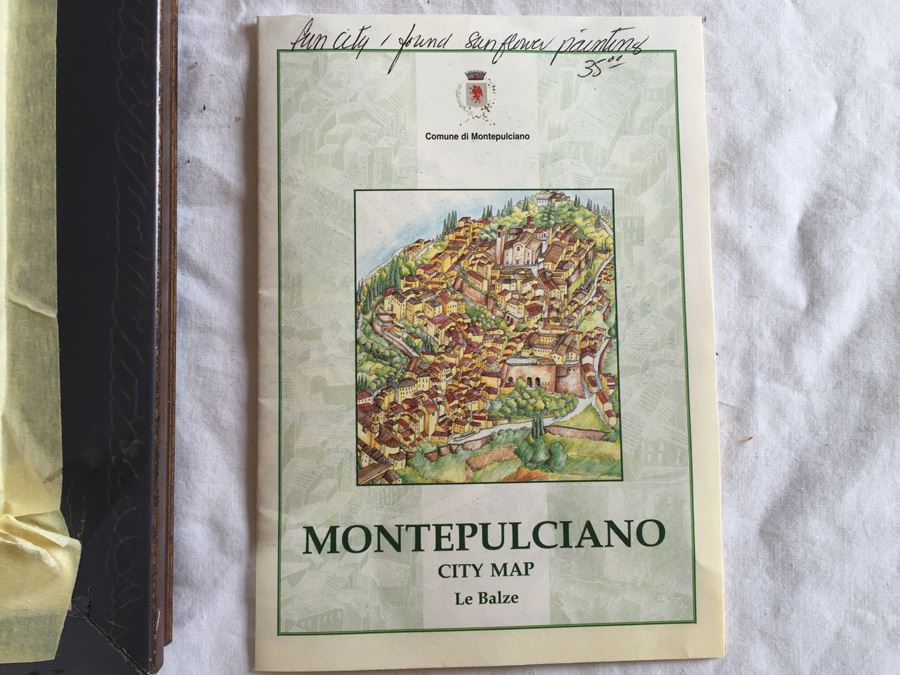 Fun city, found sunflower painting
35⁰⁰
Comune di Montepulciano
MONTEPULCIANO
CITY MAP
Le Balze